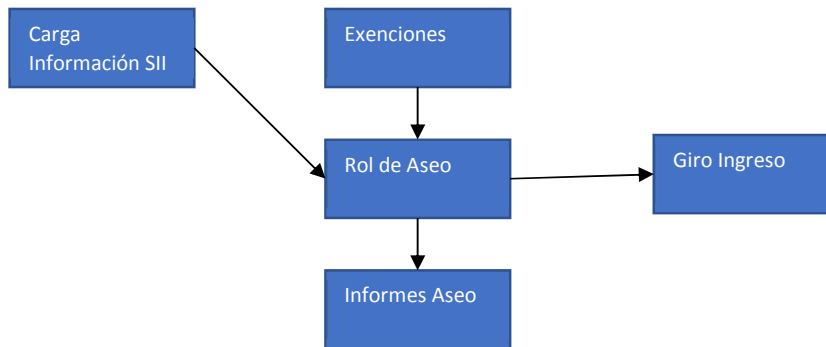 Carga
Información SII
Exenciones
Rol de Aseo
Giro Ingreso
Informes Aseo